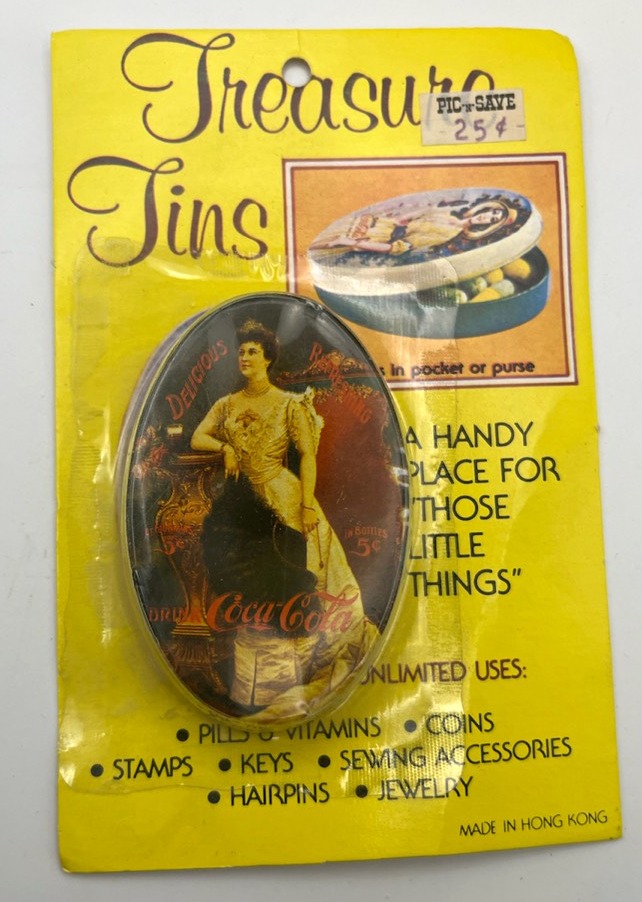 Treasure
PIC-'N'-SAVE
25¢
Tins
in pocket or purse
DELICIOUS
REFRESHING
A HANDY
PLACE FOR
"THOSE
LITTLE
THINGS"
5¢
IN BOTTLES
5¢
DRINK Coca-Cola
UNLIMITED USES:
• PILLS & VITAMINS • COINS
• STAMPS • KEYS • SEWING ACCESSORIES
• HAIRPINS • JEWELRY
MADE IN HONG KONG